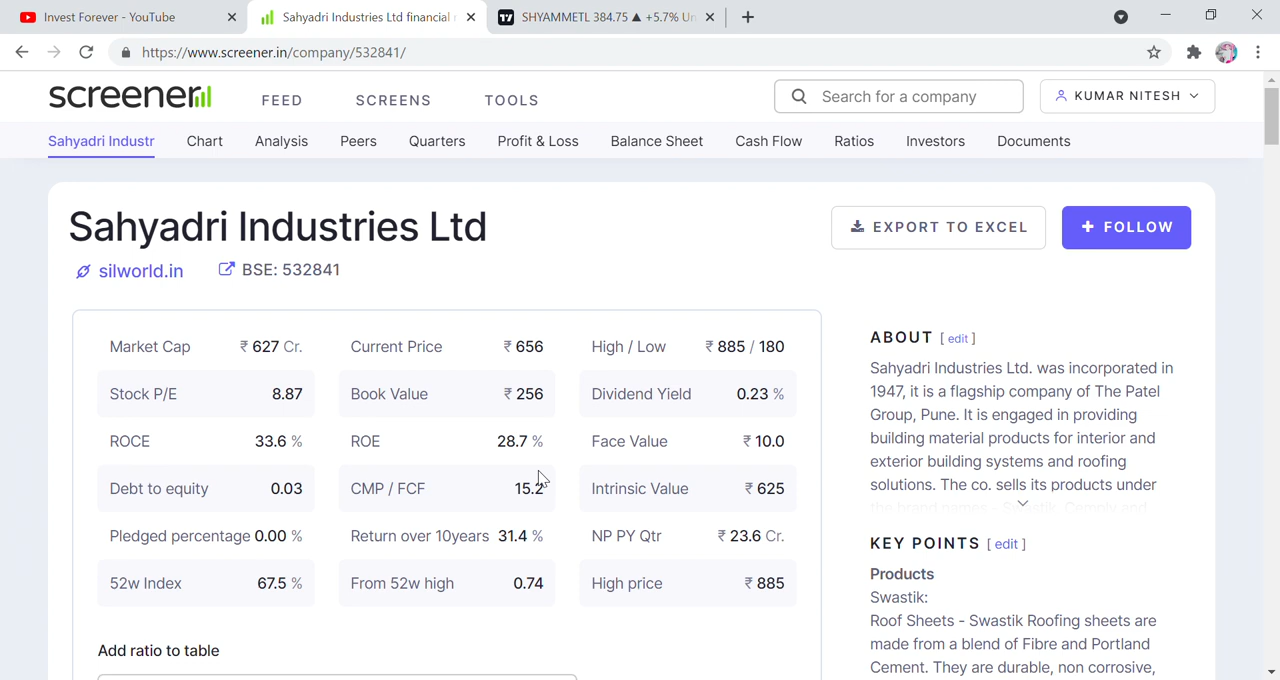 Invest Forever - YouTube
Sahyadri Industries Ltd financial
SHYAMMETL 384.75 ▲ +5.7% Un
https://www.screener.in/company/532841/
screener
FEED
SCREENS
TOOLS
Search for a company
KUMAR NITESH
Sahyadri Industr
Chart
Analysis
Peers
Quarters
Profit & Loss
Balance Sheet
Cash Flow
Ratios
Investors
Documents
Sahyadri Industries Ltd
EXPORT TO EXCEL
+ FOLLOW
silworld.in
BSE: 532841
Market Cap ₹ 627 Cr.
Current Price ₹ 656
High / Low ₹ 885 / 180
Stock P/E 8.87
Book Value ₹ 256
Dividend Yield 0.23 %
ROCE 33.6 %
ROE 28.7 %
Face Value ₹ 10.0
Debt to equity 0.03
CMP / FCF 15.2
Intrinsic Value ₹ 625
Pledged percentage 0.00 %
Return over 10years 31.4 %
NP PY Qtr ₹ 23.6 Cr.
52w Index 67.5 %
From 52w high 0.74
High price ₹ 885
Add ratio to table
ABOUT [ edit ]
Sahyadri Industries Ltd. was incorporated in
1947, it is a flagship company of The Patel
Group, Pune. It is engaged in providing
building material products for interior and
exterior building systems and roofing
solutions. The co. sells its products under
the brand names - Swastik, Cemply and
KEY POINTS [ edit ]
Products
Swastik:
Roof Sheets - Swastik Roofing sheets are
made from a blend of Fibre and Portland
Cement. They are durable, non corrosive,